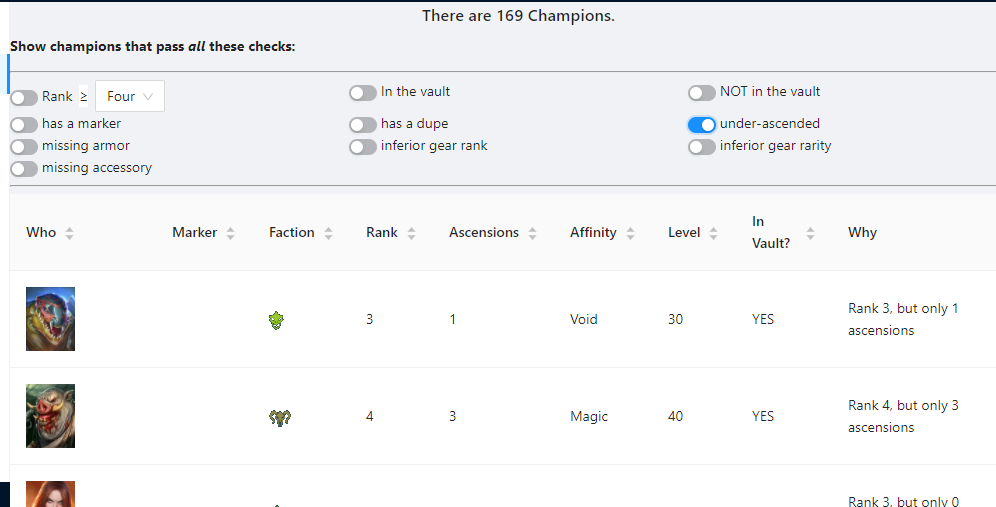 There are 169 Champions.
Show champions that pass all these checks:
Rank ≥ Four
In the vault
NOT in the vault
has a marker
has a dupe
under-ascended
missing armor
inferior gear rank
inferior gear rarity
missing accessory
Who Marker Faction Rank Ascensions Affinity Level In Vault? Why
3 1 Void 30 YES Rank 3, but only 1
ascensions
4 3 Magic 40 YES Rank 4, but only 3
ascensions
Rank 3, but only 0